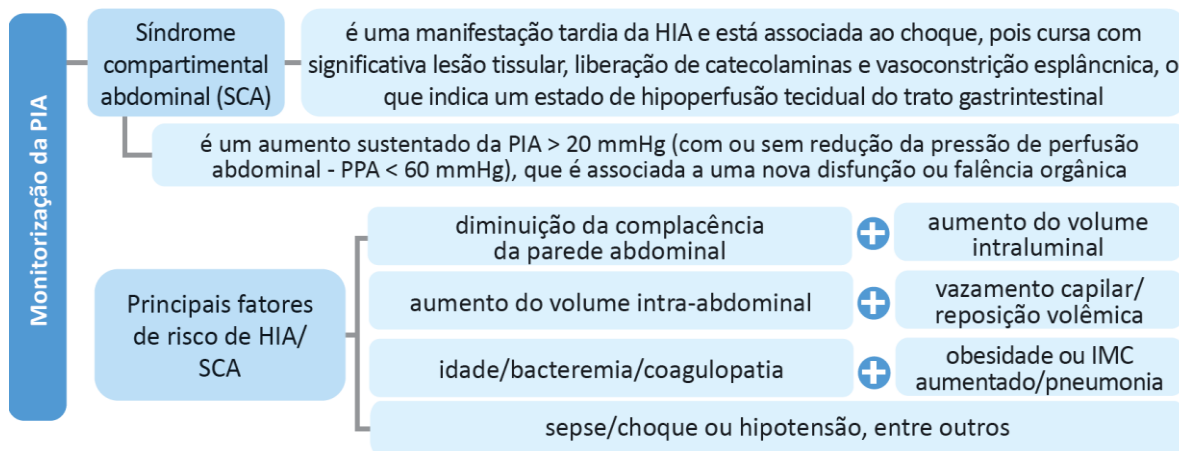 Monitorização da PIA
Síndrome
compartimental
abdominal (SCA)
é uma manifestação tardia da HIA e está associada ao choque, pois cursa com
significativa lesão tissular, liberação de catecolaminas e vasoconstrição esplâncnica, o
que indica um estado de hipoperfusão tecidual do trato gastrintestinal
é um aumento sustentado da PIA > 20 mmHg (com ou sem redução da pressão de perfusão
abdominal - PPA < 60 mmHg), que é associada a uma nova disfunção ou falência orgânica
Principais fatores
de risco de HIA/
SCA
diminuição da complacência
da parede abdominal
+
aumento do volume
intraluminal
aumento do volume intra-abdominal
+
vazamento capilar/
reposição volêmica
idade/bacteremia/coagulopatia
+
obesidade ou IMC
aumentado/pneumonia
sepse/choque ou hipotensão, entre outros